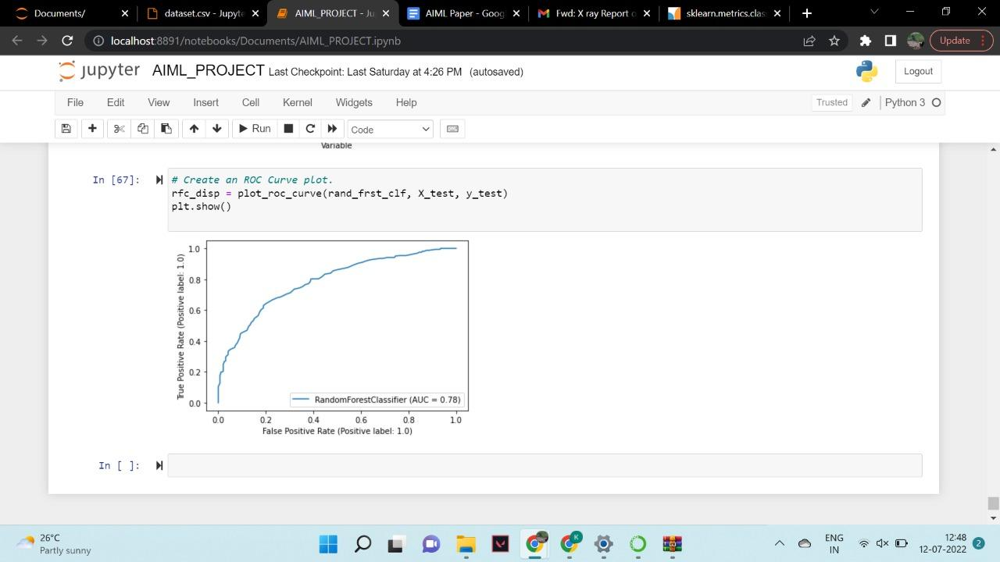 Documents/
dataset.csv - Jupyte
AIML_PROJECT - Ju
AIML Paper - Goog
Fwd: X ray Report o
sklearn.metrics.clas
localhost:8891/notebooks/Documents/AIML_PROJECT.ipynb
Update
jupyter AIML_PROJECT Last Checkpoint: Last Saturday at 4:26 PM (autosaved)
Logout
File Edit View Insert Cell Kernel Widgets Help
Trusted
Python 3
Run
Code
Variable
In [67]:
# Create an ROC Curve plot.
rfc_disp = plot_roc_curve(rand_frst_clf, X_test, y_test)
plt.show()
True Positive Rate (Positive label: 1.0)
1.0
0.8
0.6
0.4
0.2
0.0
RandomForestClassifier (AUC = 0.78)
0.0 0.2 0.4 0.6 0.8 1.0
False Positive Rate (Positive label: 1.0)
In [ ]:
26°C
Partly sunny
K
ENG
IN
12:48
12-07-2022
2